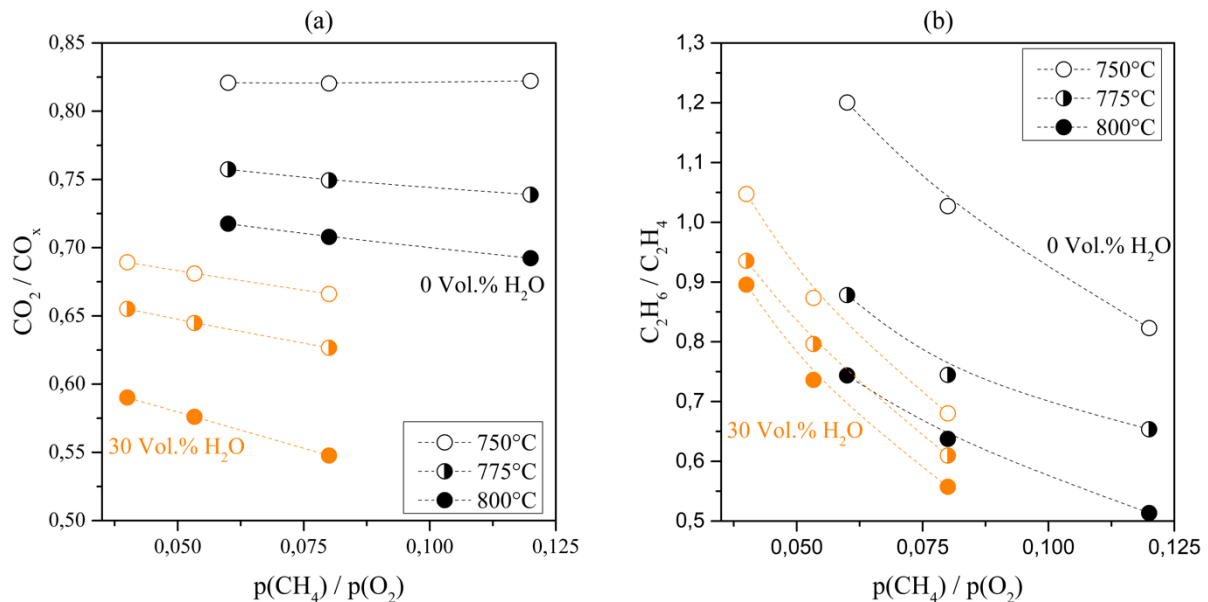 (a)
0,85
0,80
0,75
0,70
0,65
0,60
0,55
0,50
CO₂ / COₓ
0 Vol.% H₂O
30 Vol.% H₂O
750°C
775°C
800°C
0,050
0,075
0,100
0,125
p(CH₄) / p(O₂)
(b)
1,3
1,2
1,1
1,0
0,9
0,8
0,7
0,6
0,5
C₂H₆ / C₂H₄
750°C
775°C
800°C
0 Vol.% H₂O
30 Vol.% H₂O
0,050
0,075
0,100
0,125
p(CH₄) / p(O₂)